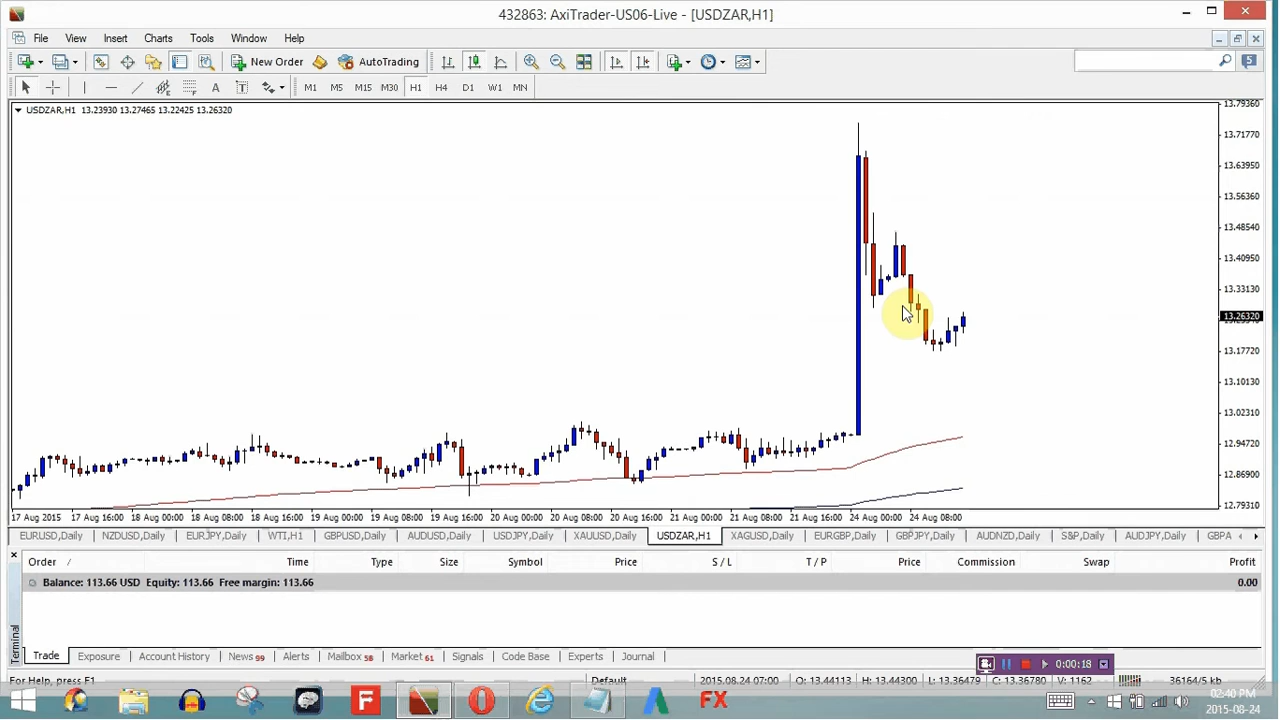 432863: AxiTrader-US06-Live - [USDZAR,H1]
File View Insert Charts Tools Window Help
New Order AutoTrading 5
A T M1 M5 M15 M30 H1 H4 D1 W1 MN
USDZAR,H1 13.23930 13.27465 13.22425 13.26320
13.79360
13.71770
13.63950
13.56360
13.48540
13.40950
13.33130
13.26320
13.17720
13.10130
13.02310
12.94720
12.86900
12.79310
17 Aug 2015 17 Aug 16:00 18 Aug 00:00 18 Aug 08:00 18 Aug 16:00 19 Aug 00:00 19 Aug 08:00 19 Aug 16:00 20 Aug 00:00 20 Aug 08:00 20 Aug 16:00 21 Aug 00:00 21 Aug 08:00 21 Aug 16:00 24 Aug 00:00 24 Aug 08:00
EURUSD,Daily NZDUSD,Daily EURJPY,Daily WTI,H1 GBPUSD,Daily AUDUSD,Daily USDJPY,Daily XAUUSD,Daily USDZAR,H1 XAGUSD,Daily EURGBP,Daily GBPJPY,Daily AUDNZD,Daily S&P,Daily AUDJPY,Daily GBPA
Order / Time Type Size Symbol Price S / L T / P Price Commission Swap Profit
Balance: 113.66 USD Equity: 113.66 Free margin: 113.66 0.00
Terminal
Trade Exposure Account History News 99 Alerts Mailbox 58 Market 61 Signals Code Base Experts Journal
0:00:18
For Help, press F1 Default 07:00 O: 13.44113 H: 13.44300 L: 13.36479 C: 13.36780 V: 1162 36164/5 kb
F FX 02:40 PM
2015-08-24